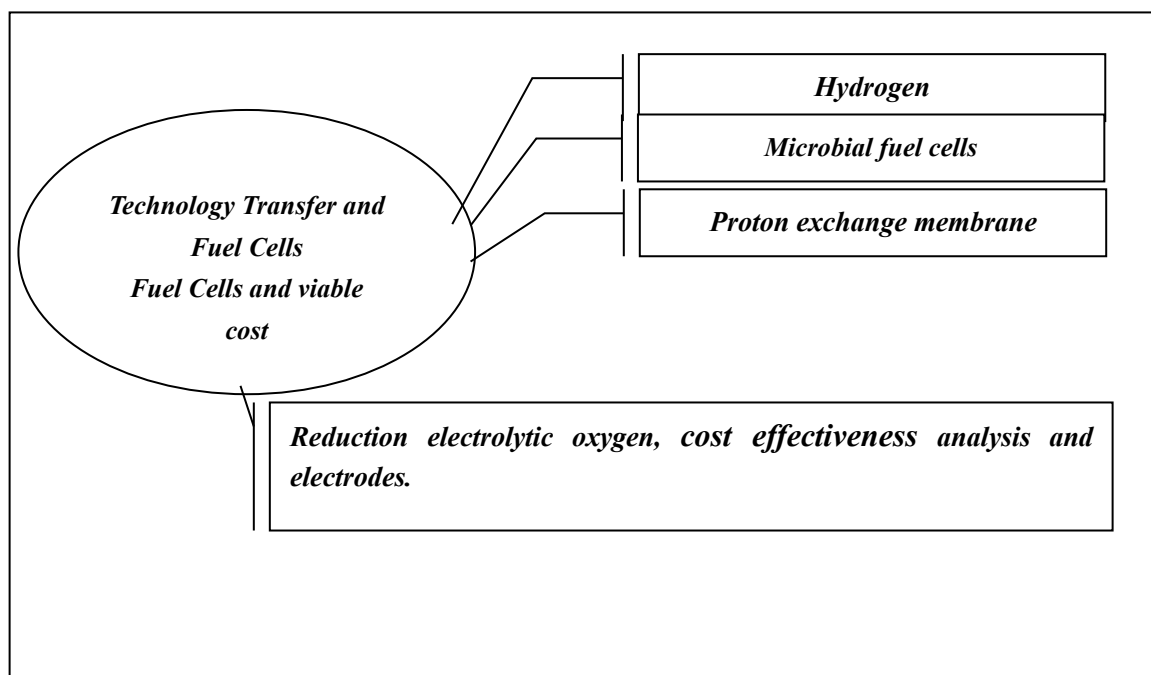 Hydrogen
Microbial fuel cells
Proton exchange membrane
Technology Transfer and
Fuel Cells
Fuel Cells and viable
cost
Reduction electrolytic oxygen, cost effectiveness analysis and
electrodes.